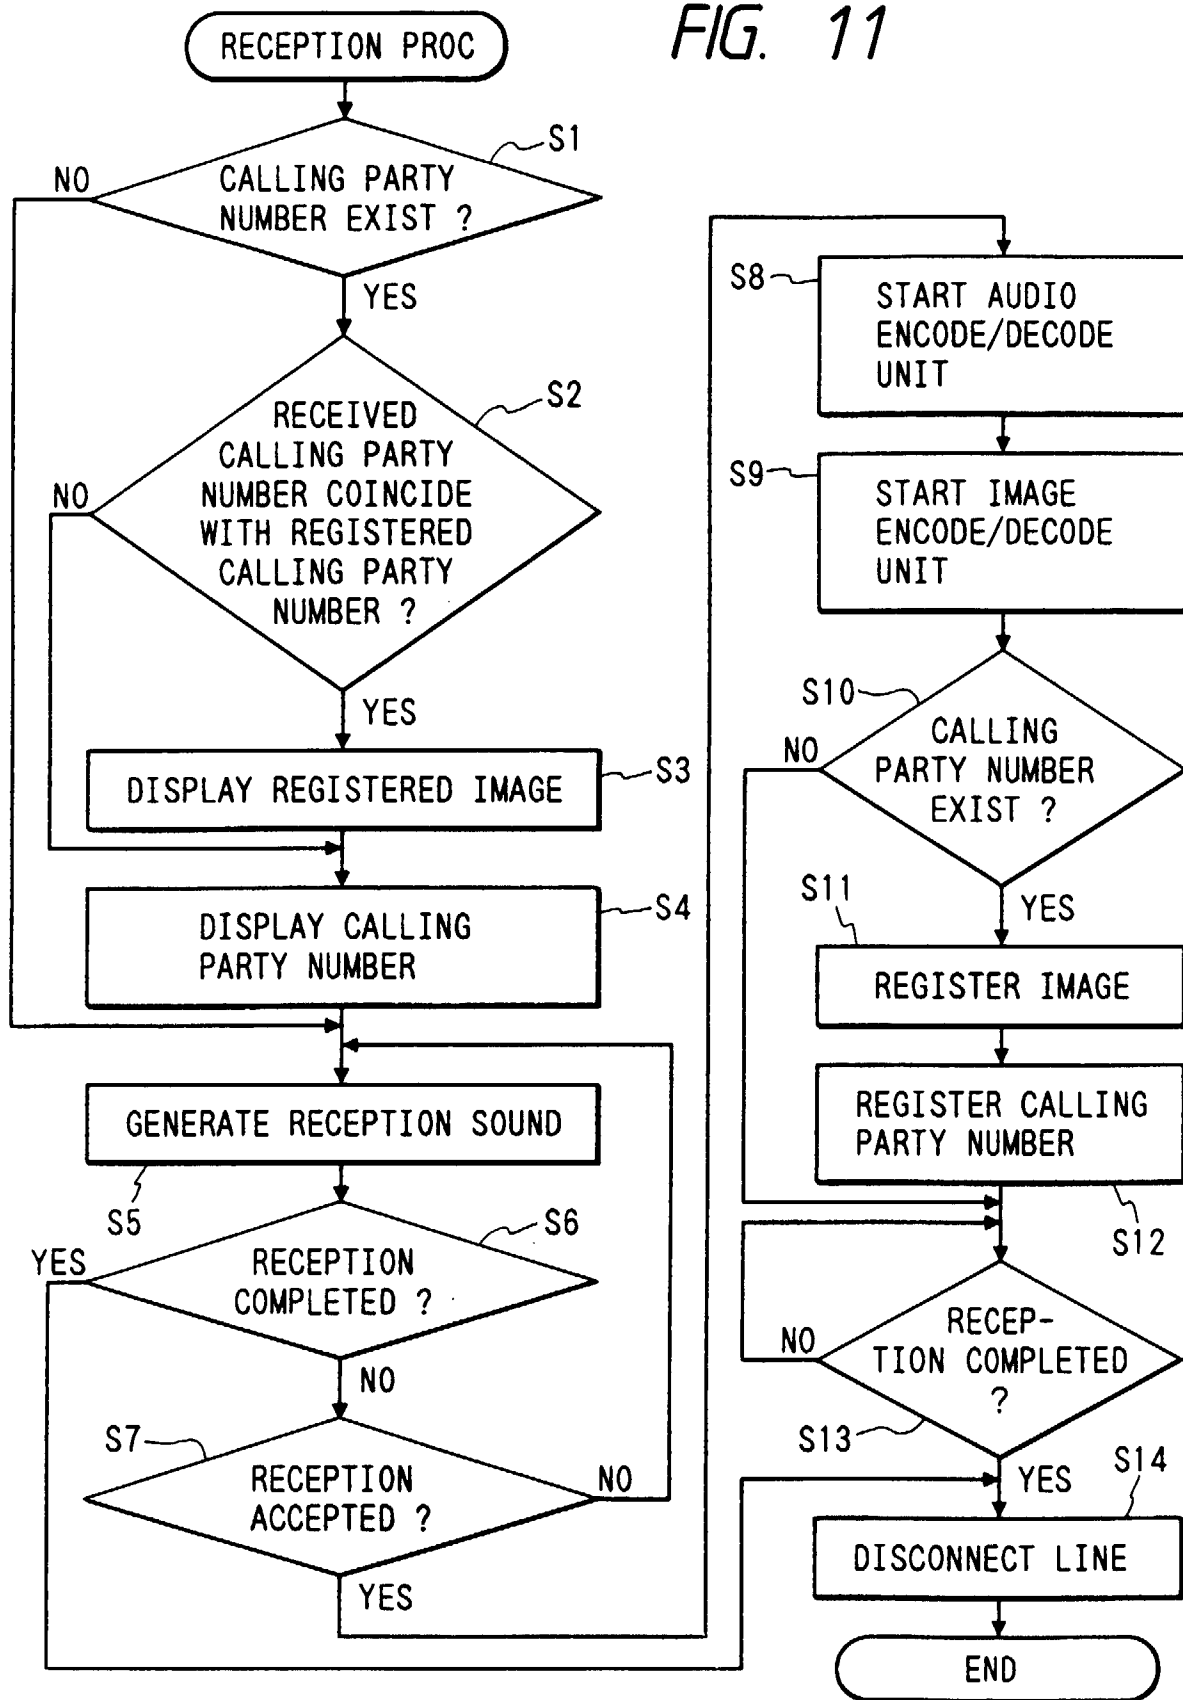 FIG. 11
RECEPTION PROC
S1
CALLING PARTY
NUMBER EXIST ?
NO
YES
S2
RECEIVED
CALLING PARTY
NUMBER COINCIDE
WITH REGISTERED
CALLING PARTY
NUMBER ?
NO
YES
S3
DISPLAY REGISTERED IMAGE
S4
DISPLAY CALLING
PARTY NUMBER
GENERATE RECEPTION SOUND
S5
S6
YES
RECEPTION
COMPLETED ?
NO
S7
RECEPTION
ACCEPTED ?
NO
YES
S8
START AUDIO
ENCODE/DECODE
UNIT
S9
START IMAGE
ENCODE/DECODE
UNIT
S10
NO
CALLING
PARTY NUMBER
EXIST ?
YES
S11
REGISTER IMAGE
REGISTER CALLING
PARTY NUMBER
S12
NO
RECEP-
TION COMPLETED
?
S13
YES
S14
DISCONNECT LINE
END